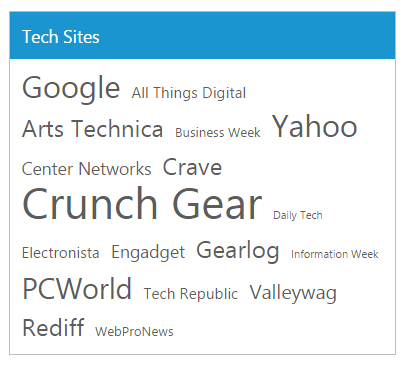 Tech Sites
Google All Things Digital
Arts Technica Business Week Yahoo
Center Networks Crave
Crunch Gear Daily Tech
Electronista Engadget Gearlog Information Week
PCWorld Tech Republic Valleywag
Rediff WebProNews